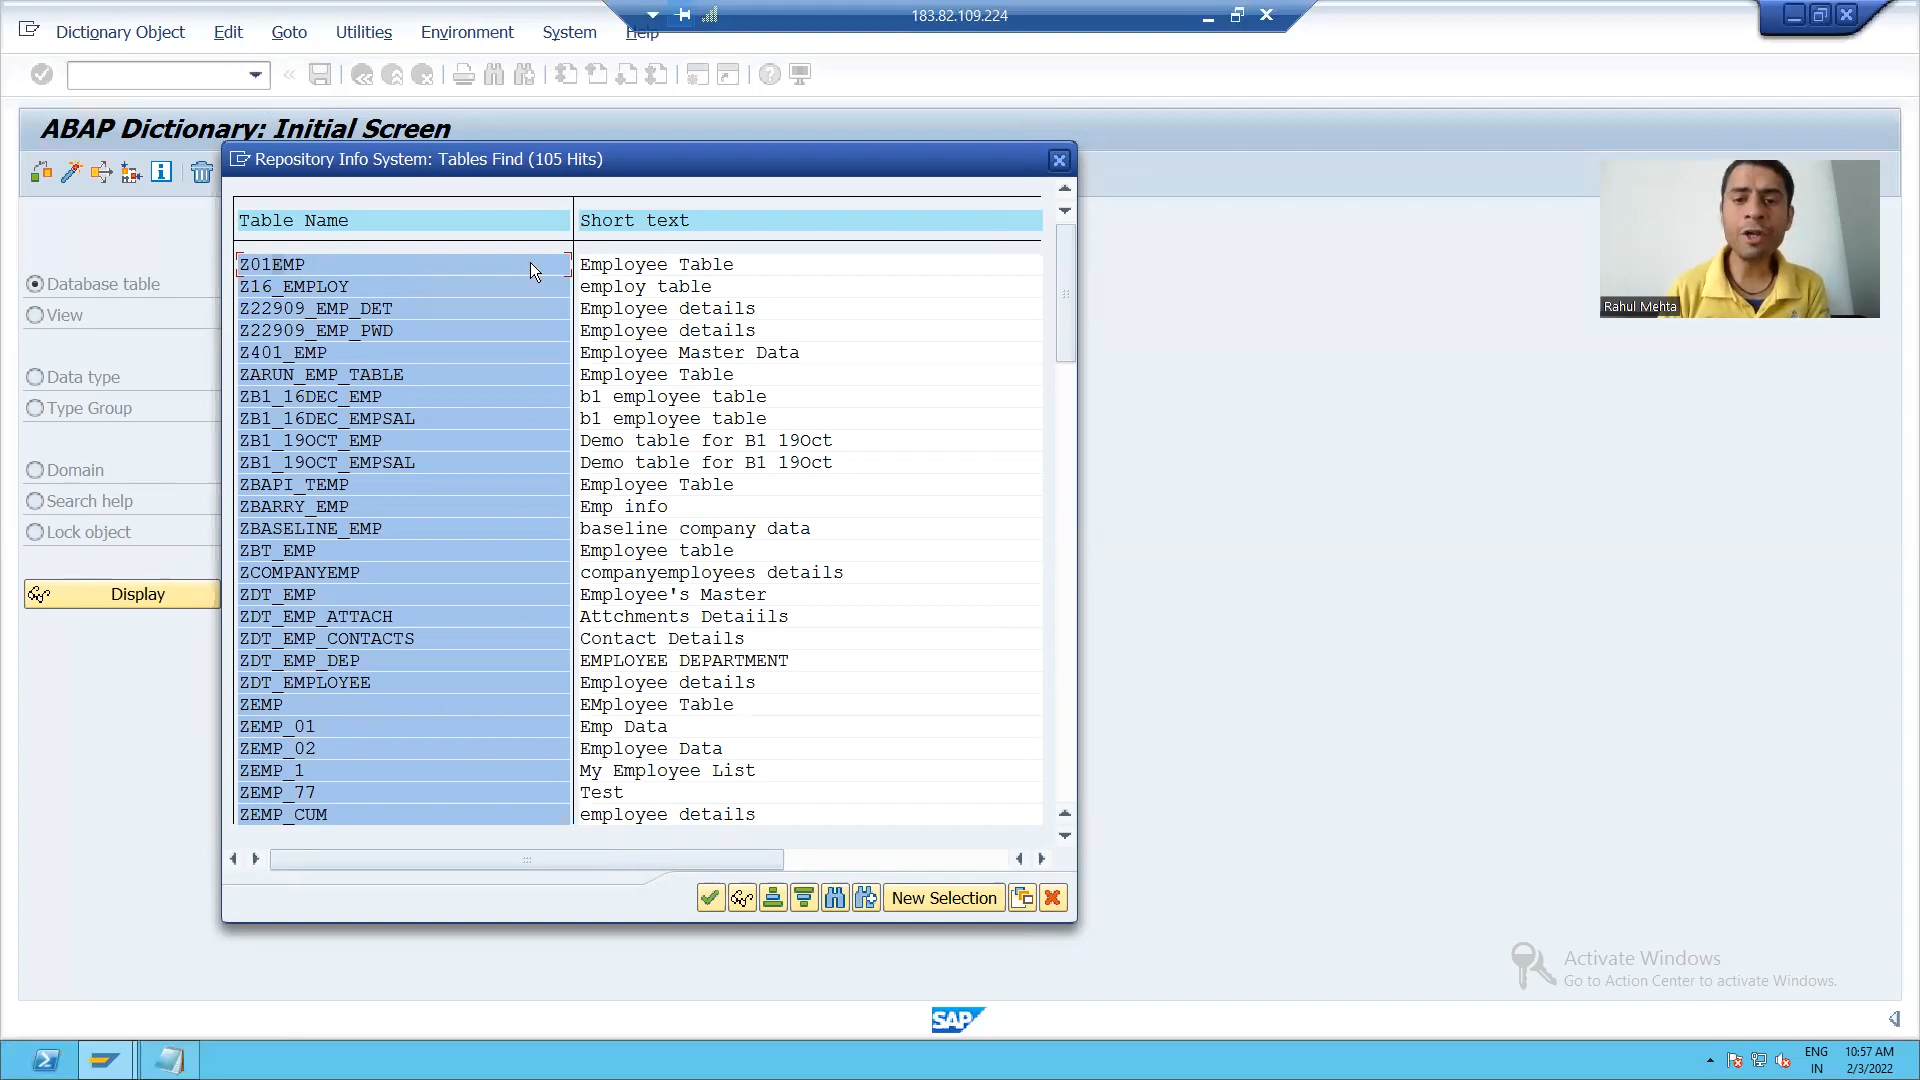 183.82.109.224
Dictionary Object Edit Goto Utilities Environment System Help
ABAP Dictionary: Initial Screen
Repository Info System: Tables Find (105 Hits)
Table Name Short text
Z01EMP Employee Table
Z16_EMPLOY employ table
Z22909_EMP_DET Employee details
Z22909_EMP_PWD Employee details
Z401_EMP Employee Master Data
ZARUN_EMP_TABLE Employee Table
ZB1_16DEC_EMP b1 employee table
ZB1_16DEC_EMPSAL b1 employee table
ZB1_19OCT_EMP Demo table for B1 19Oct
ZB1_19OCT_EMPSAL Demo table for B1 19Oct
ZBAPI_TEMP Employee Table
ZBARRY_EMP Emp info
ZBASELINE_EMP baseline company data
ZBT_EMP Employee table
ZCOMPANYEMP companyemployees details
ZDT_EMP Employee's Master
ZDT_EMP_ATTACH Attchments Detaiils
ZDT_EMP_CONTACTS Contact Details
ZDT_EMP_DEP EMPLOYEE DEPARTMENT
ZDT_EMPLOYEE Employee details
ZEMP EMployee Table
ZEMP_01 Emp Data
ZEMP_02 Employee Data
ZEMP_1 My Employee List
ZEMP_77 Test
ZEMP_CUM employee details
New Selection
Database table
View
Data type
Type Group
Domain
Search help
Lock object
Display
Rahul Mehta
Activate Windows
Go to Action Center to activate Windows.
SAP
ENG
IN
10:57 AM
2/3/2022